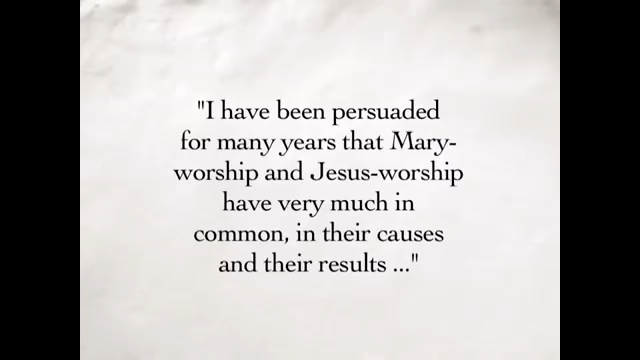 "I have been persuaded
for many years that Mary-
worship and Jesus-worship
have very much in
common, in their causes
and their results ..."